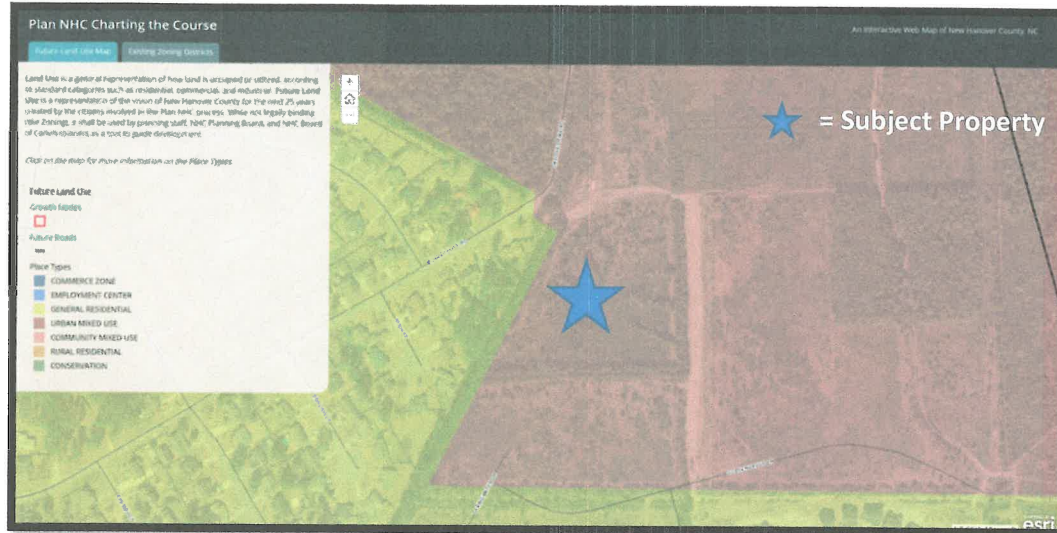 Plan NHC Charting the Course
An Interactive Web Map of New Hanover County, NC
Future Land Use Map
Existing Zoning Districts
Land Use is a general representation of how land is occupied or utilized, according
to standard categories such as residential, commercial, and industrial. Future Land
Use is a representation of the vision of New Hanover County for the next 25 years
created by the citizens involved in the Plan NHC process. While not legally binding
like Zoning, it shall be used by planning staff, NHC Planning Board, and NHC Board
of Commissioners as a tool to guide development.
Click on the map for more information on the Place Types
Future Land Use
Growth Nodes
Future Roads
Place Types
COMMERCE ZONE
EMPLOYMENT CENTER
GENERAL RESIDENTIAL
URBAN MIXED USE
COMMUNITY MIXED USE
RURAL RESIDENTIAL
CONSERVATION
= Subject Property
esri